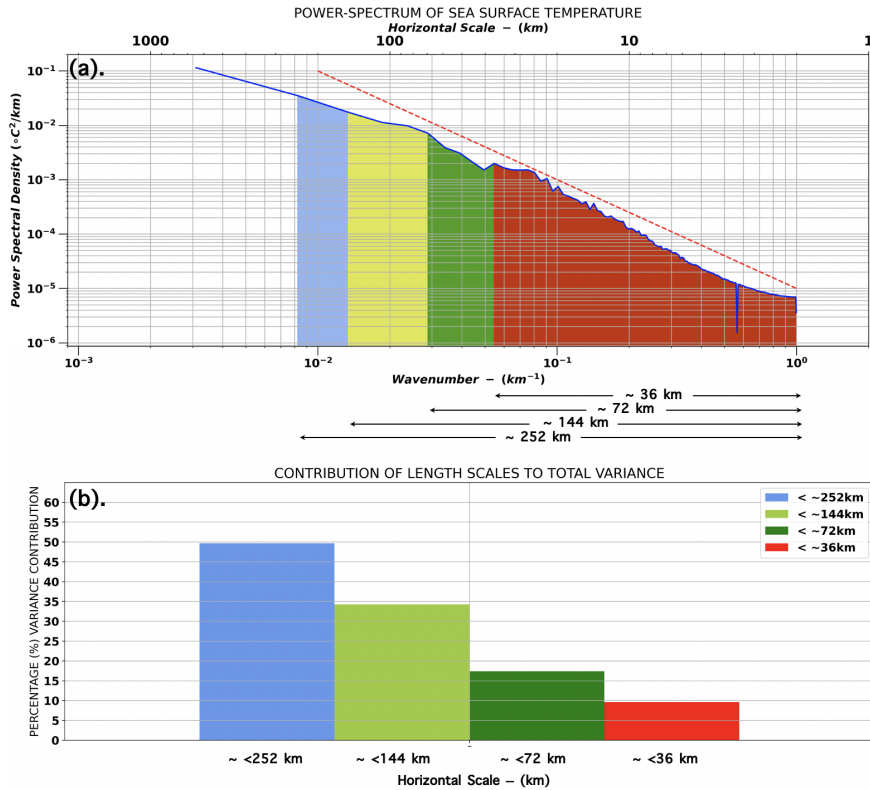 POWER-SPECTRUM OF SEA SURFACE TEMPERATURE
Horizontal Scale − (km)
1000 100 10 1
(a).
10⁻¹
10⁻²
10⁻³
10⁻⁴
10⁻⁵
10⁻⁶
Power Spectral Density (∘C²/km)
10⁻³ 10⁻² 10⁻¹ 10⁰
Wavenumber − (km⁻¹)
~ 36 km
~ 72 km
~ 144 km
~ 252 km
CONTRIBUTION OF LENGTH SCALES TO TOTAL VARIANCE
(b).
60
55
50
45
40
35
30
25
20
15
10
5
0
PERCENTAGE (%) VARIANCE CONTRIBUTION
< ~252km
< ~144km
< ~72km
< ~36km
~ <252 km ~ <144 km ~ <72 km ~ <36 km
Horizontal Scale − (km)